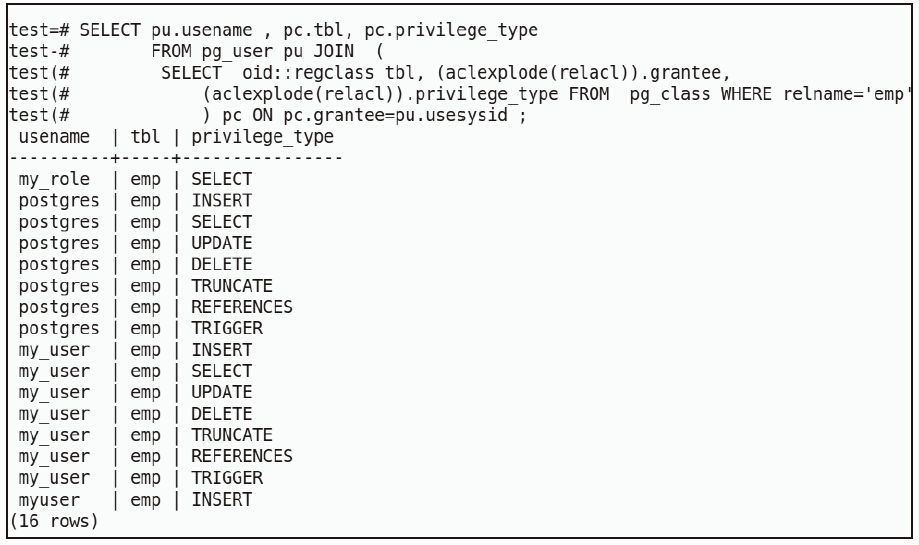 test=# SELECT pu.usename , pc.tbl, pc.privilege_type
test-#        FROM pg_user pu JOIN  (
test(#         SELECT  oid::regclass tbl, (aclexplode(relacl)).grantee,
test(#             (aclexplode(relacl)).privilege_type FROM  pg_class WHERE relname='emp'
test(#             ) pc ON pc.grantee=pu.usesysid ;
 usename  | tbl | privilege_type
----------+-----+----------------
 my_role  | emp | SELECT
 postgres | emp | INSERT
 postgres | emp | SELECT
 postgres | emp | UPDATE
 postgres | emp | DELETE
 postgres | emp | TRUNCATE
 postgres | emp | REFERENCES
 postgres | emp | TRIGGER
 my_user  | emp | INSERT
 my_user  | emp | SELECT
 my_user  | emp | UPDATE
 my_user  | emp | DELETE
 my_user  | emp | TRUNCATE
 my_user  | emp | REFERENCES
 my_user  | emp | TRIGGER
 myuser   | emp | INSERT
(16 rows)